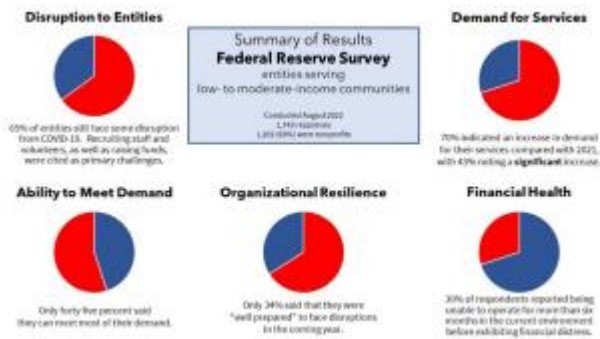 Disruption to Entities
65% of entities still face some disruption
from COVID-19. Recruiting staff and
volunteers, as well as raising funds,
were cited as primary challenges.
Summary of Results
Federal Reserve Survey
entities serving
low- to moderate-income communities
Conducted August 2022
responses
were nonprofits
Demand for Services
70% indicated an increase in demand
for their services compared with 2021,
with 43% noting a significant increase.
Ability to Meet Demand
Only forty five percent said
they can meet most of their demand.
Organizational Resilience
Only 34% said that they were
"well prepared" to face disruptions
in the coming year.
Financial Health
30% of respondents reported being
unable to operate for more than six
months in the current environment
before exhibiting financial distress.